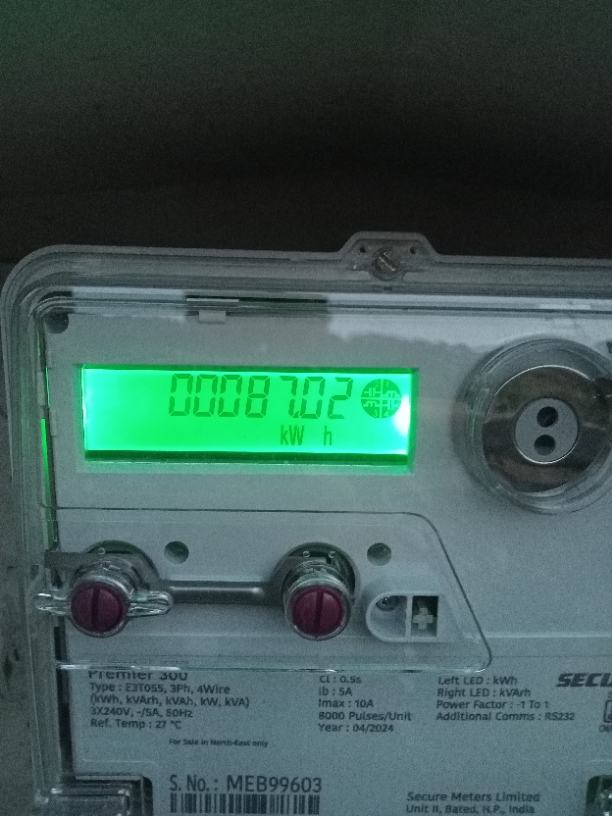 00087.02
kW h
Premier 300
Type : E3T055, 3Ph, 4Wire
(kWh, kVArh, kVAh, kW, kVA)
3X240V, -/5A, 50Hz
Ref. Temp : 27 °C
For Sale in North-East only
Cl : 0.5s
Ib : 5A
Imax : 10A
8000 Pulses/Unit
Year : 04/2024
Left LED : kWh
Right LED : kVArh
Power Factor : -1 To 1
Additional Comms : RS232
SECU
S. No. : MEB99603
Secure Meters Limited
Unit II, Bated, H.P., India